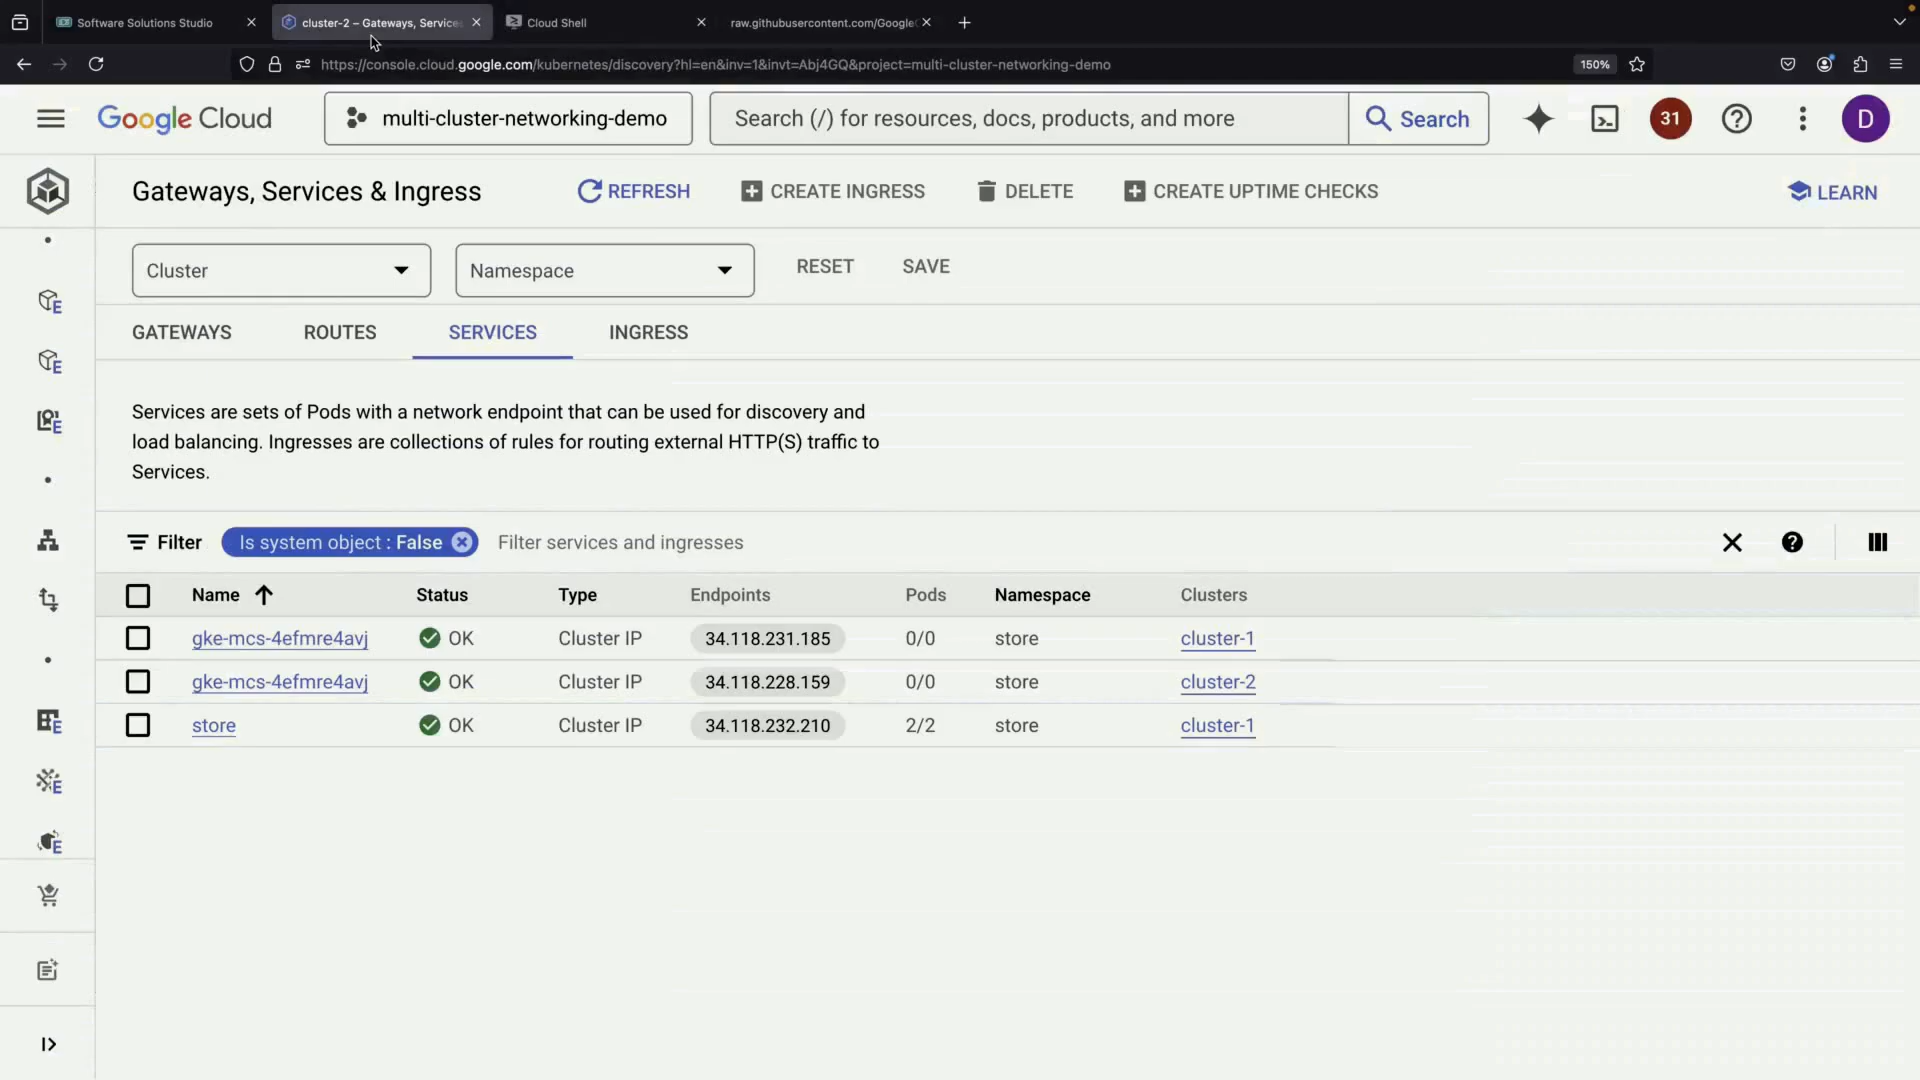 Software Solutions Studio
cluster-2 – Gateways, Services
Cloud Shell
raw.githubusercontent.com/Google
https://console.cloud.google.com/kubernetes/discovery?hl=en&inv=1&invt=Abj4GQ&project=multi-cluster-networking-demo
150%
Google Cloud
multi-cluster-networking-demo
Search (/) for resources, docs, products, and more
Search
31
D
Gateways, Services & Ingress
REFRESH
CREATE INGRESS
DELETE
CREATE UPTIME CHECKS
LEARN
Cluster
Namespace
RESET
SAVE
GATEWAYS
ROUTES
SERVICES
INGRESS
Services are sets of Pods with a network endpoint that can be used for discovery and
load balancing. Ingresses are collections of rules for routing external HTTP(S) traffic to
Services.
Filter
Is system object : False
Filter services and ingresses
Name Status Type Endpoints Pods Namespace Clusters
gke-mcs-4efmre4avj OK Cluster IP 34.118.231.185 0/0 store cluster-1
gke-mcs-4efmre4avj OK Cluster IP 34.118.228.159 0/0 store cluster-2
store OK Cluster IP 34.118.232.210 2/2 store cluster-1
E
E
E
E
E
E